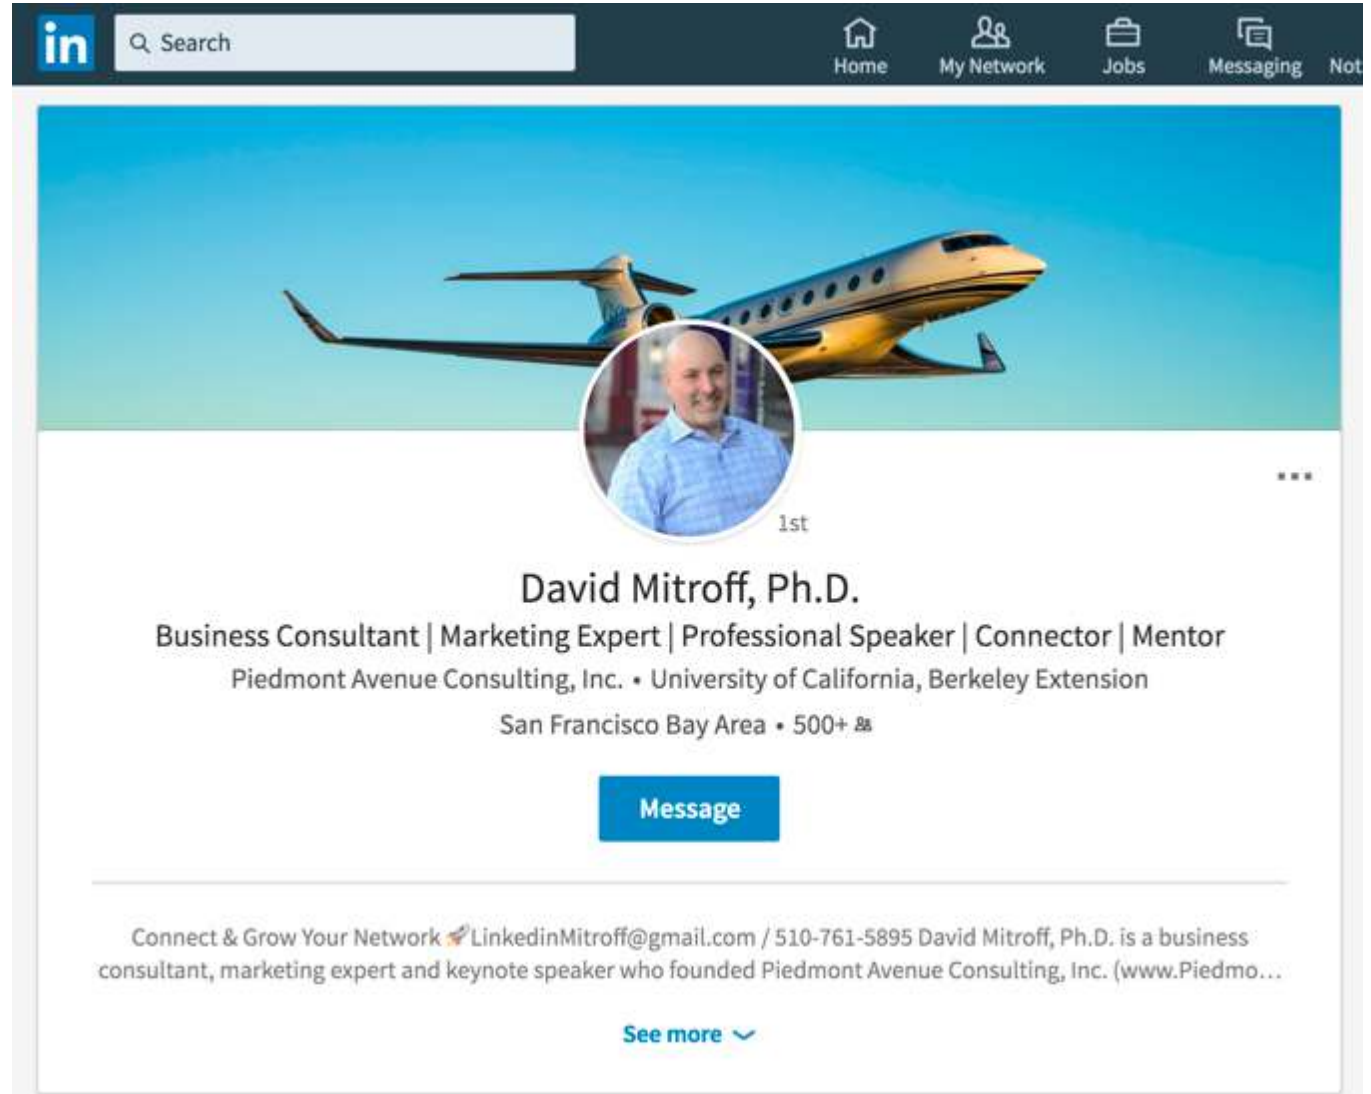 in
Search
Home
My Network
Jobs
Messaging
Not
1st
David Mitroff, Ph.D.
Business Consultant | Marketing Expert | Professional Speaker | Connector | Mentor
Piedmont Avenue Consulting, Inc. • University of California, Berkeley Extension
San Francisco Bay Area • 500+
Message
Connect & Grow Your Network 🚀LinkedinMitroff@gmail.com / 510-761-5895 David Mitroff, Ph.D. is a business
consultant, marketing expert and keynote speaker who founded Piedmont Avenue Consulting, Inc. (www.Piedmo…
See more